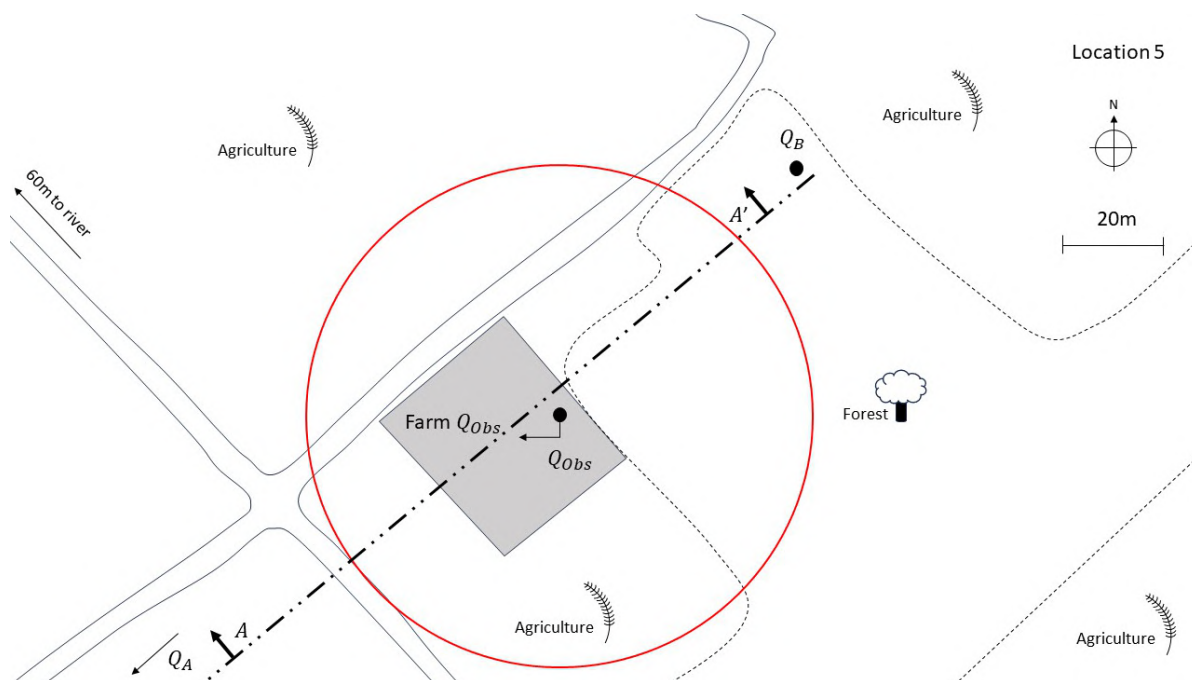 Location 5
N
20m
Agriculture
Agriculture
60m to river
Q_B
A'
Farm Q_Obs
Q_Obs
Forest
Agriculture
Agriculture
A
Q_A